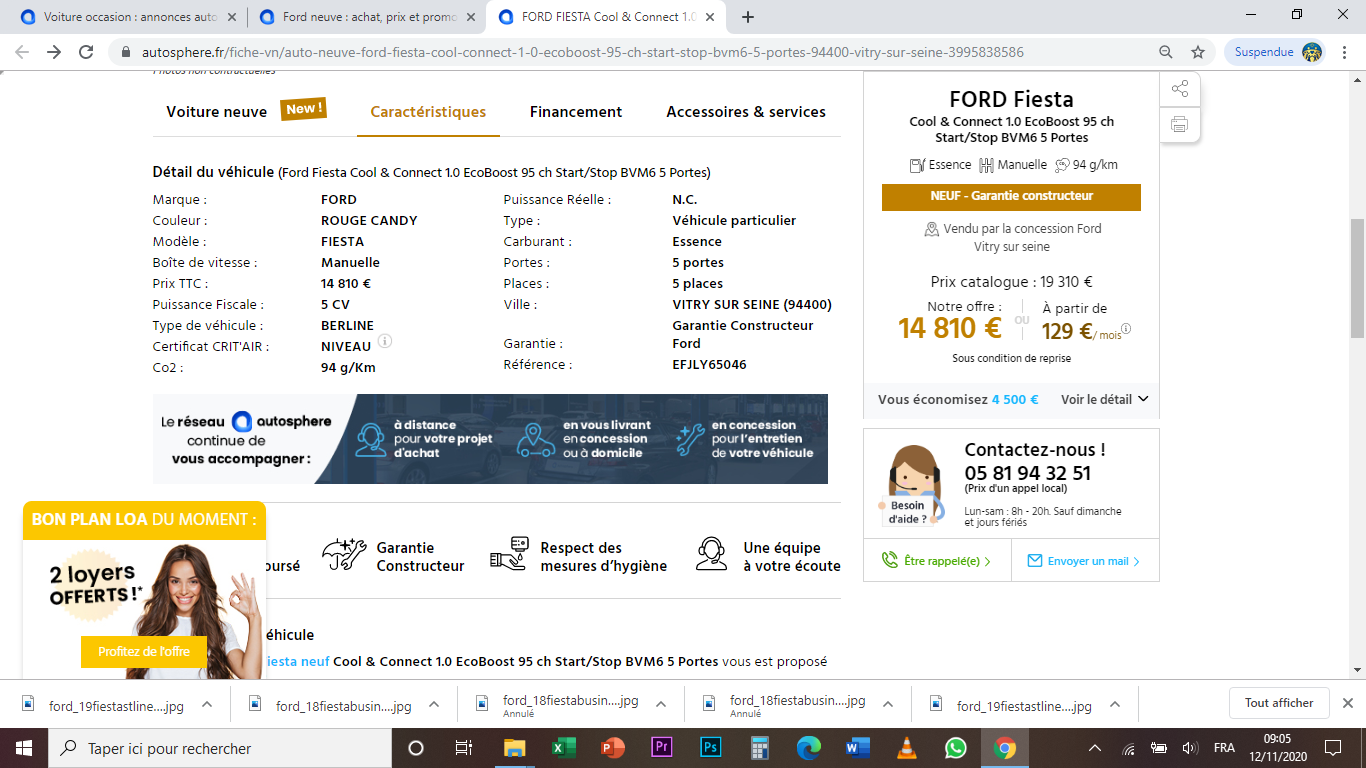 Voiture occasion : annonces auto
Ford neuve : achat, prix et promo
FORD FIESTA Cool & Connect 1.0
autosphere.fr/fiche-vn/auto-neuve-ford-fiesta-cool-connect-1-0-ecoboost-95-ch-start-stop-bvm6-5-portes-94400-vitry-sur-seine-3995838586
Suspendue
Photos non contractuelles
Voiture neuve New !
Caractéristiques
Financement
Accessoires & services
Détail du véhicule (Ford Fiesta Cool & Connect 1.0 EcoBoost 95 ch Start/Stop BVM6 5 Portes)
Marque : FORD
Couleur : ROUGE CANDY
Modèle : FIESTA
Boîte de vitesse : Manuelle
Prix TTC : 14 810 €
Puissance Fiscale : 5 CV
Type de véhicule : BERLINE
Certificat CRIT'AIR : NIVEAU
Co2 : 94 g/Km
Puissance Réelle : N.C.
Type : Véhicule particulier
Carburant : Essence
Portes : 5 portes
Places : 5 places
Ville : VITRY SUR SEINE (94400)
Garantie : Garantie Constructeur
Ford
Référence : EFJLY65046
Le réseau autosphere
continue de
vous accompagner :
à distance
pour votre projet
d'achat
en vous livrant
en concession
ou à domicile
en concession
pour l'entretien
de votre véhicule
BON PLAN LOA DU MOMENT :
2 loyers
OFFERTS !*
Profitez de l'offre
oursé
Garantie
Constructeur
Respect des
mesures d'hygiène
Une équipe
à votre écoute
éhicule
iesta neuf Cool & Connect 1.0 EcoBoost 95 ch Start/Stop BVM6 5 Portes vous est proposé
FORD Fiesta
Cool & Connect 1.0 EcoBoost 95 ch
Start/Stop BVM6 5 Portes
Essence Manuelle 94 g/km
NEUF - Garantie constructeur
Vendu par la concession Ford
Vitry sur seine
Prix catalogue : 19 310 €
Notre offre :
14 810 €
OU
À partir de
129 €/ mois
Sous condition de reprise
Vous économisez 4 500 €
Voir le détail
Besoin
d'aide ?
Contactez-nous !
05 81 94 32 51
(Prix d'un appel local)
Lun-sam : 8h - 20h. Sauf dimanche
et jours fériés
Être rappelé(e)
Envoyer un mail
ford_19fiestastline....jpg
ford_18fiestabusin....jpg
ford_18fiestabusin....jpg
Annulé
ford_18fiestabusin....jpg
Annulé
ford_19fiestastline....jpg
Tout afficher
Taper ici pour rechercher
FRA
09:05
12/11/2020